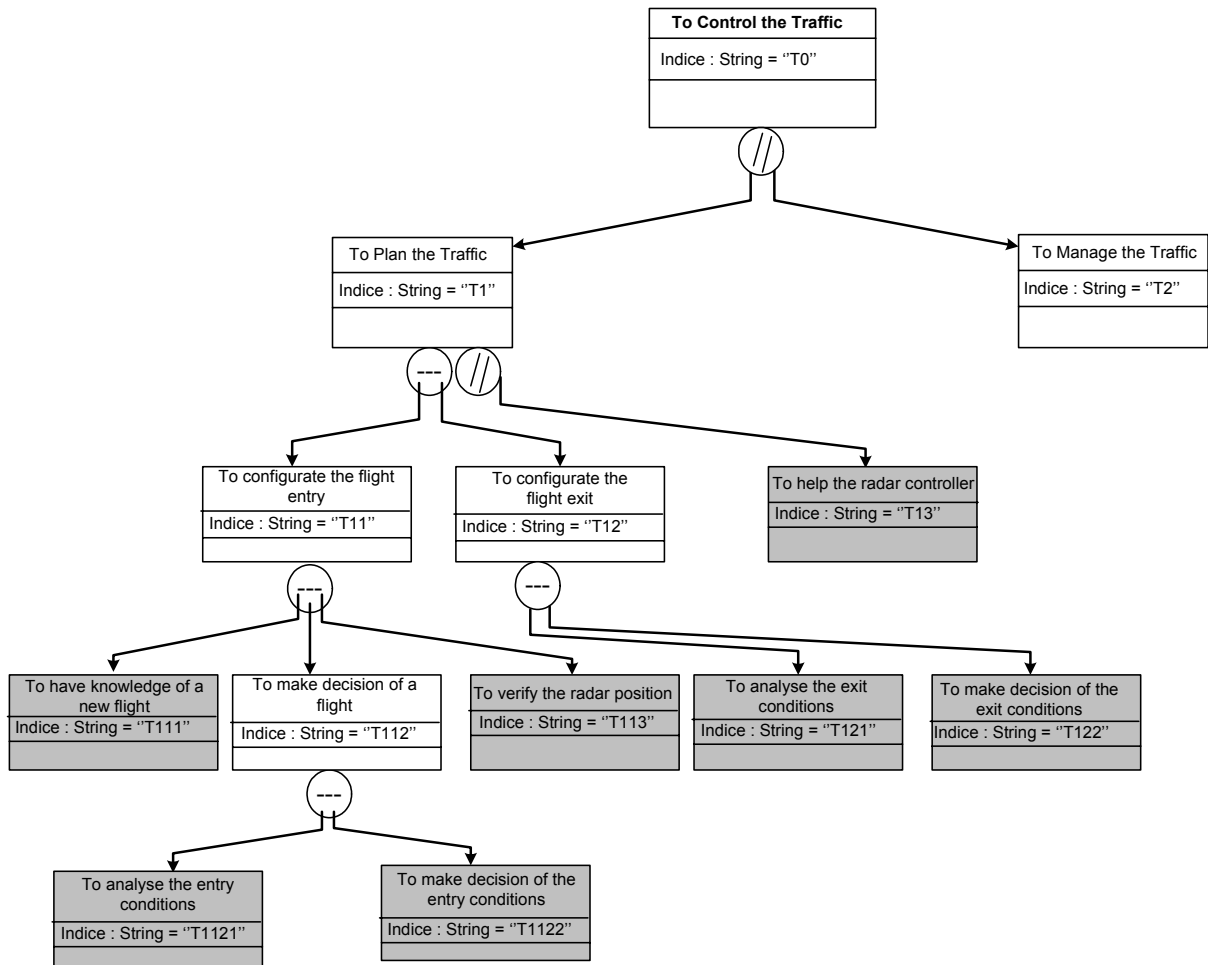 To Control the Traffic
Indice : String = ‘’T0’’
//
To Plan the Traffic
Indice : String = ‘’T1’’
To Manage the Traffic
Indice : String = ‘’T2’’
---
//
To configurate the flight
entry
Indice : String = ‘’T11’’
To configurate the
flight exit
Indice : String = ‘’T12’’
To help the radar controller
Indice : String = ‘’T13’’
---
---
To have knowledge of a
new flight
Indice : String = ‘’T111’’
To make decision of a
flight
Indice : String = ‘’T112’’
To verify the radar position
Indice : String = ‘’T113’’
To analyse the exit
conditions
Indice : String = ‘’T121’’
To make decision of the
exit conditions
Indice : String = ‘’T122’’
---
To analyse the entry
conditions
Indice : String = ‘’T1121’’
To make decision of the
entry conditions
Indice : String = ‘’T1122’’